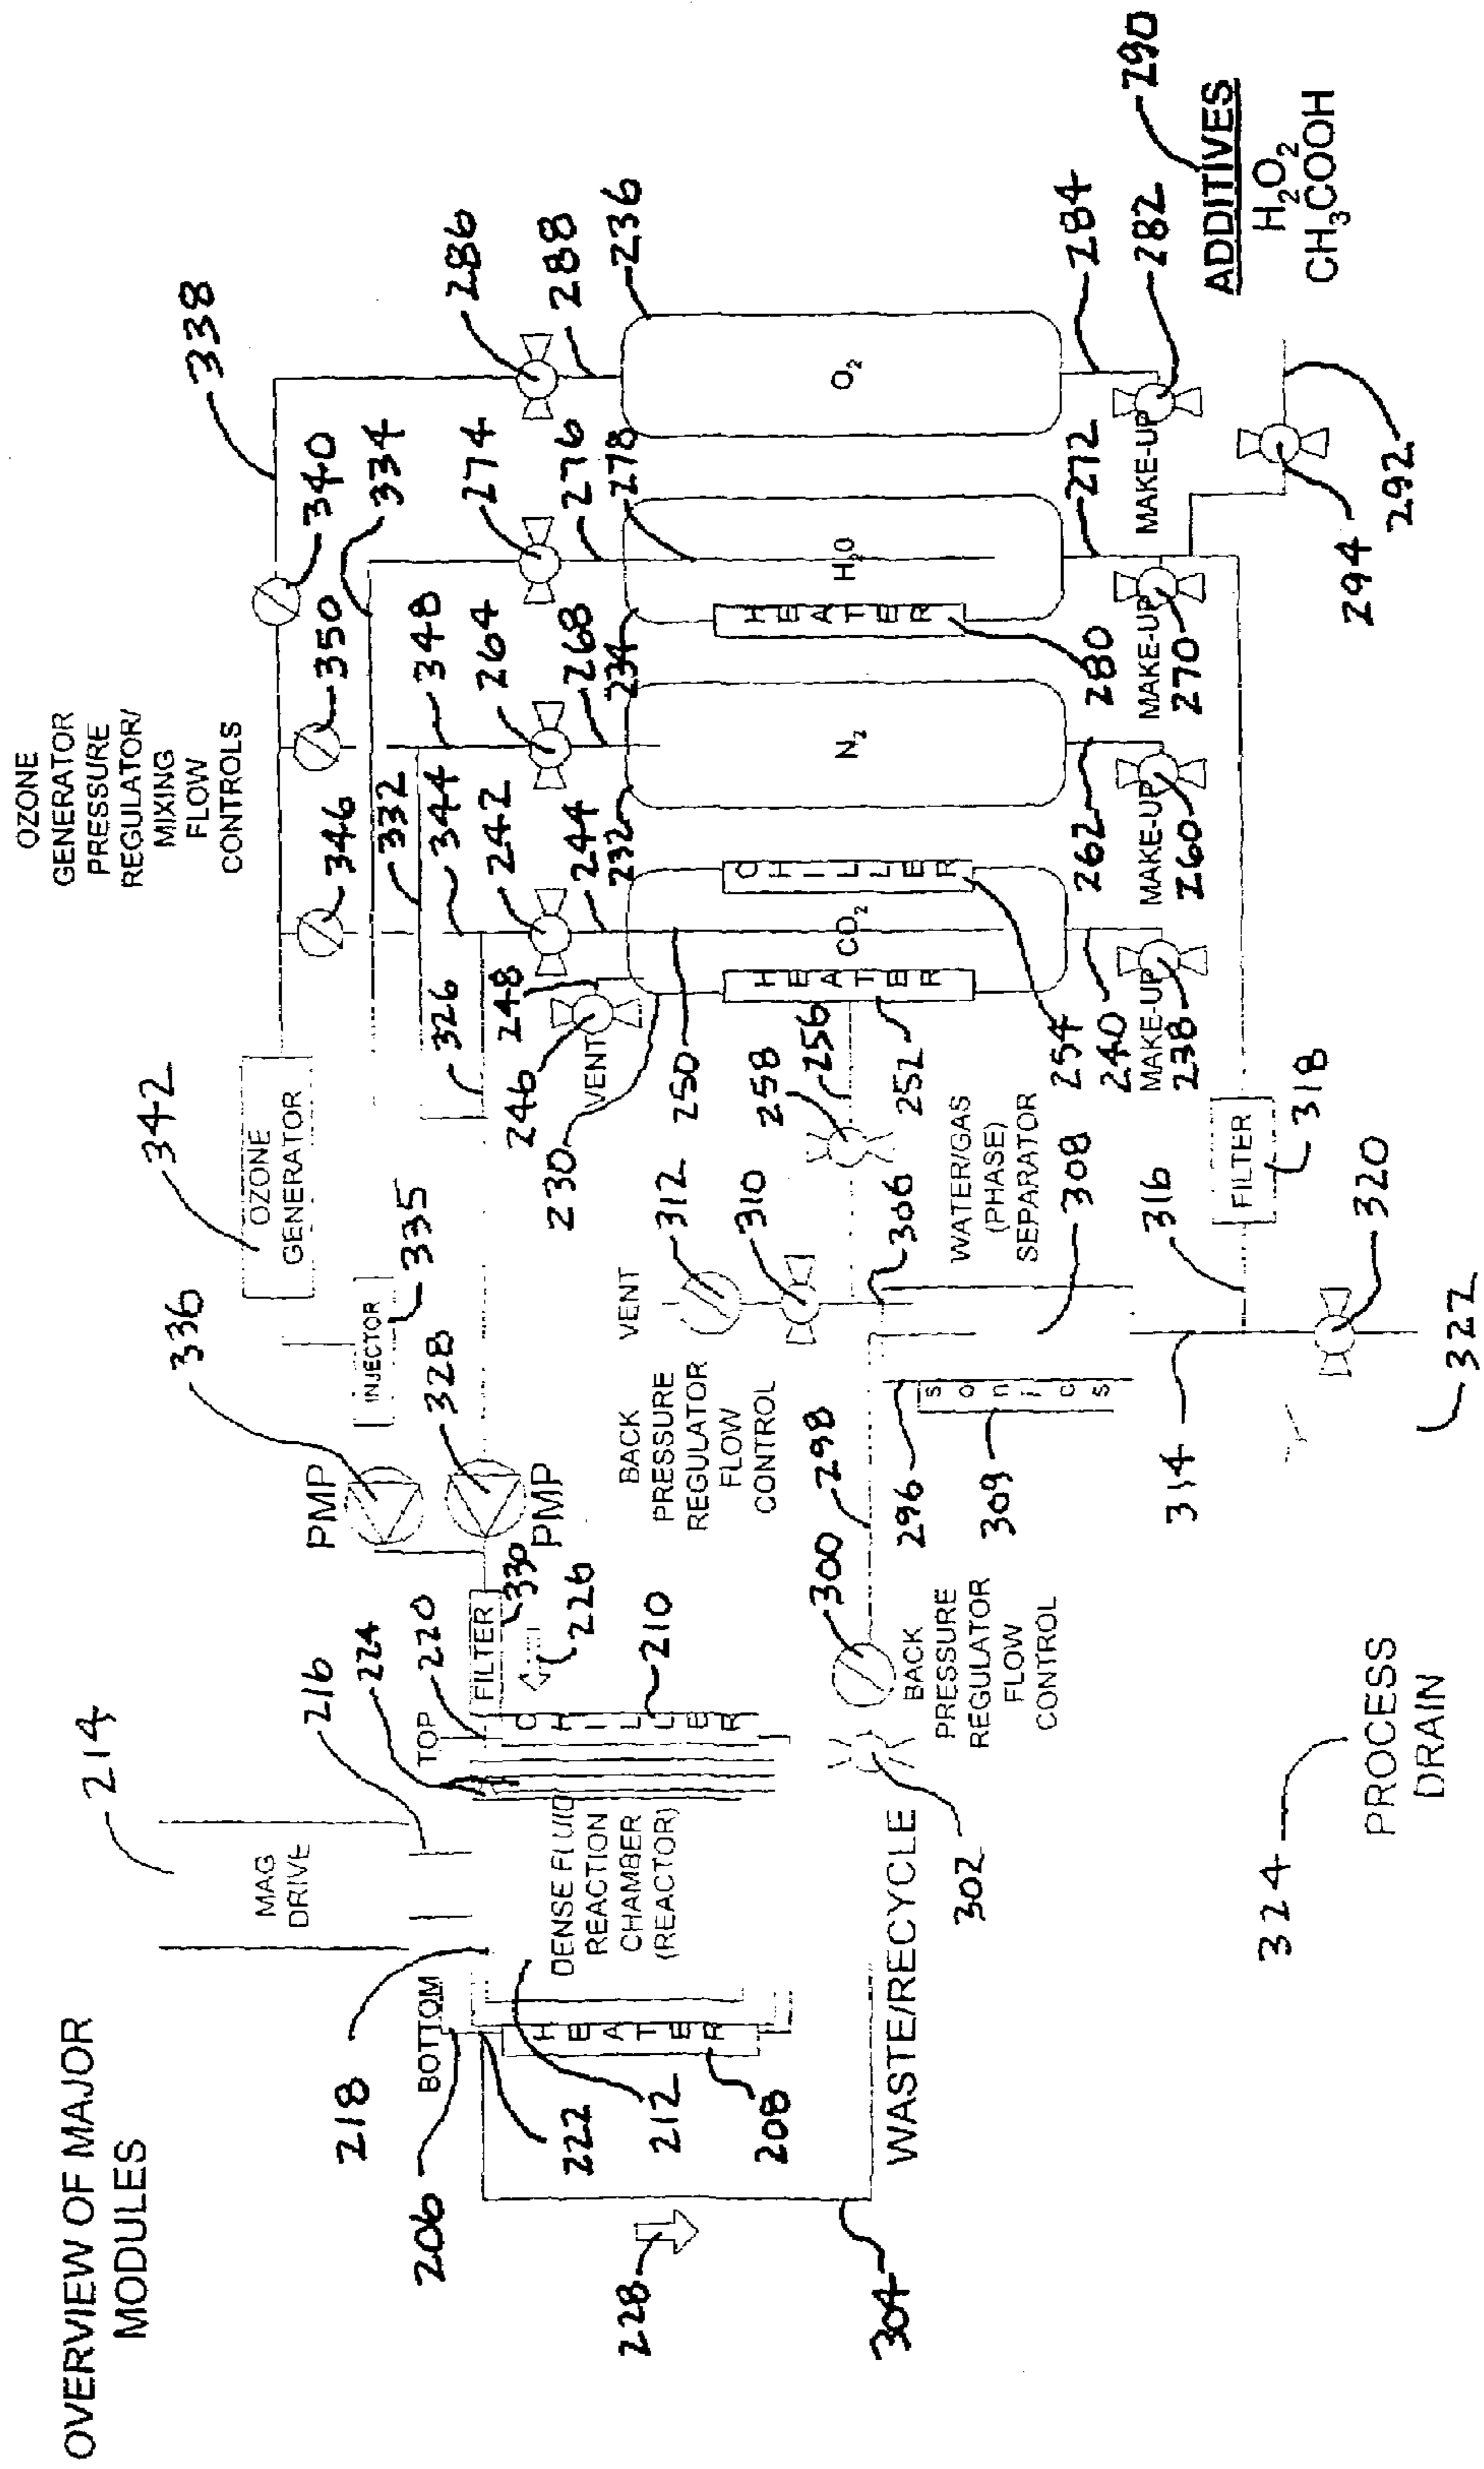 OVERVIEW OF MAJOR
MODULES
214
MAG
DRIVE
216
218
206
BOTTOM
TOP
224
220
222
212
208
HEATER
DENSE FLUID
REACTION
CHAMBER
(REACTOR)
CHILLER
210
226
228
304
WASTE/RECYCLE
302
FILTER
330
PMP
336
PMP
328
INJECTOR
335
OZONE
GENERATOR
342
OZONE
GENERATOR
PRESSURE
REGULATOR/
MIXING
FLOW
CONTROLS
338
340
334
350
346
332
344
348
326
286
288
236
274
276
278
264
268
234
242
244
232
248
246
VENT
230
250
O2
H2O
HEATER
280
N2
CHILLER
CO2
HEATER
254
252
256
258
284
282
MAKE-UP
272
MAKE-UP
270
262
MAKE-UP
260
240
MAKE-UP
238
ADDITIVES
290
H2O2
CH3COOH
292
294
BACK
PRESSURE
REGULATOR
FLOW
CONTROL
VENT
312
310
306
WATER/GAS
(PHASE)
SEPARATOR
308
300
298
296
sonics
309
BACK
PRESSURE
REGULATOR
FLOW
CONTROL
314
316
FILTER
318
320
322
324
PROCESS
DRAIN